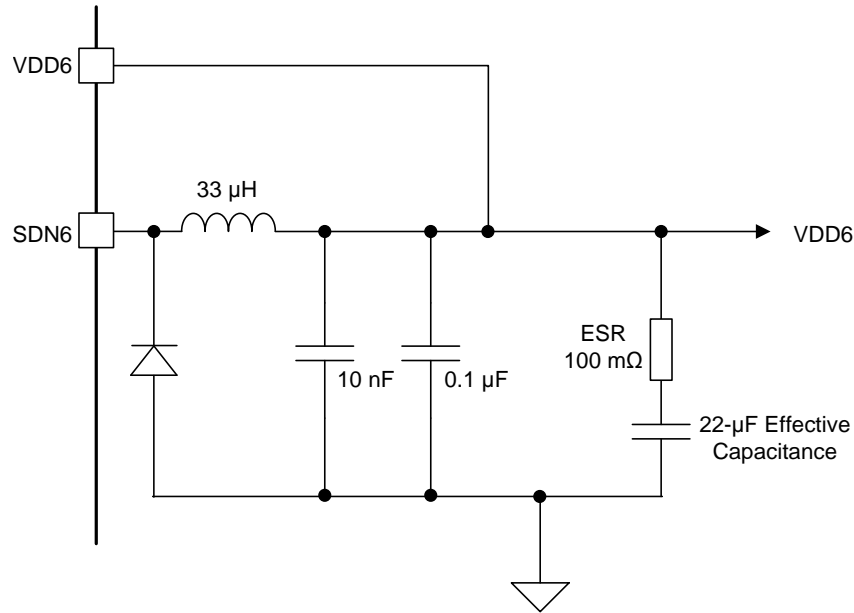 VDD6
33 µH
SDN6
VDD6
ESR
100 mΩ
10 nF
0.1 µF
22-µF Effective
Capacitance